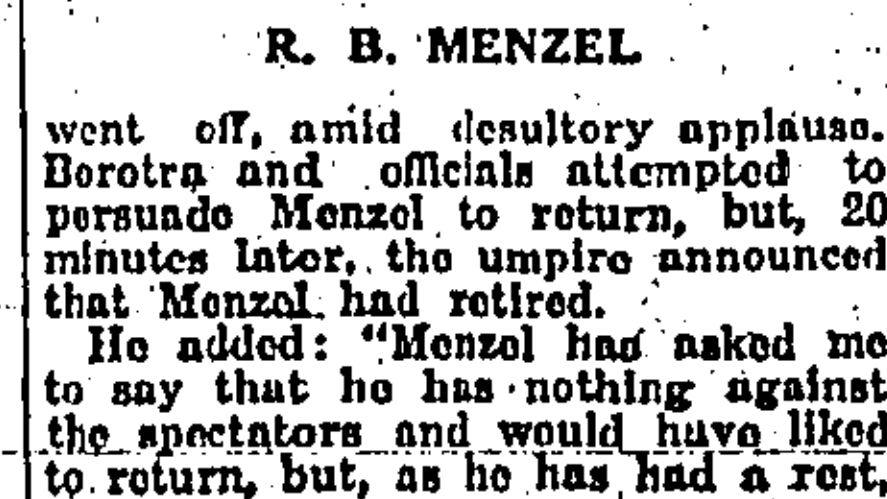 R. B. MENZEL
went off, amid desultory applause.
Borotra and officials attempted to
persuade Menzel to return, but, 20
minutes later, the umpire announced
that Menzel had retired.
He added: "Menzel has asked me
to say that he has nothing against
the spectators and would have liked
to return, but, as he has had a rest,